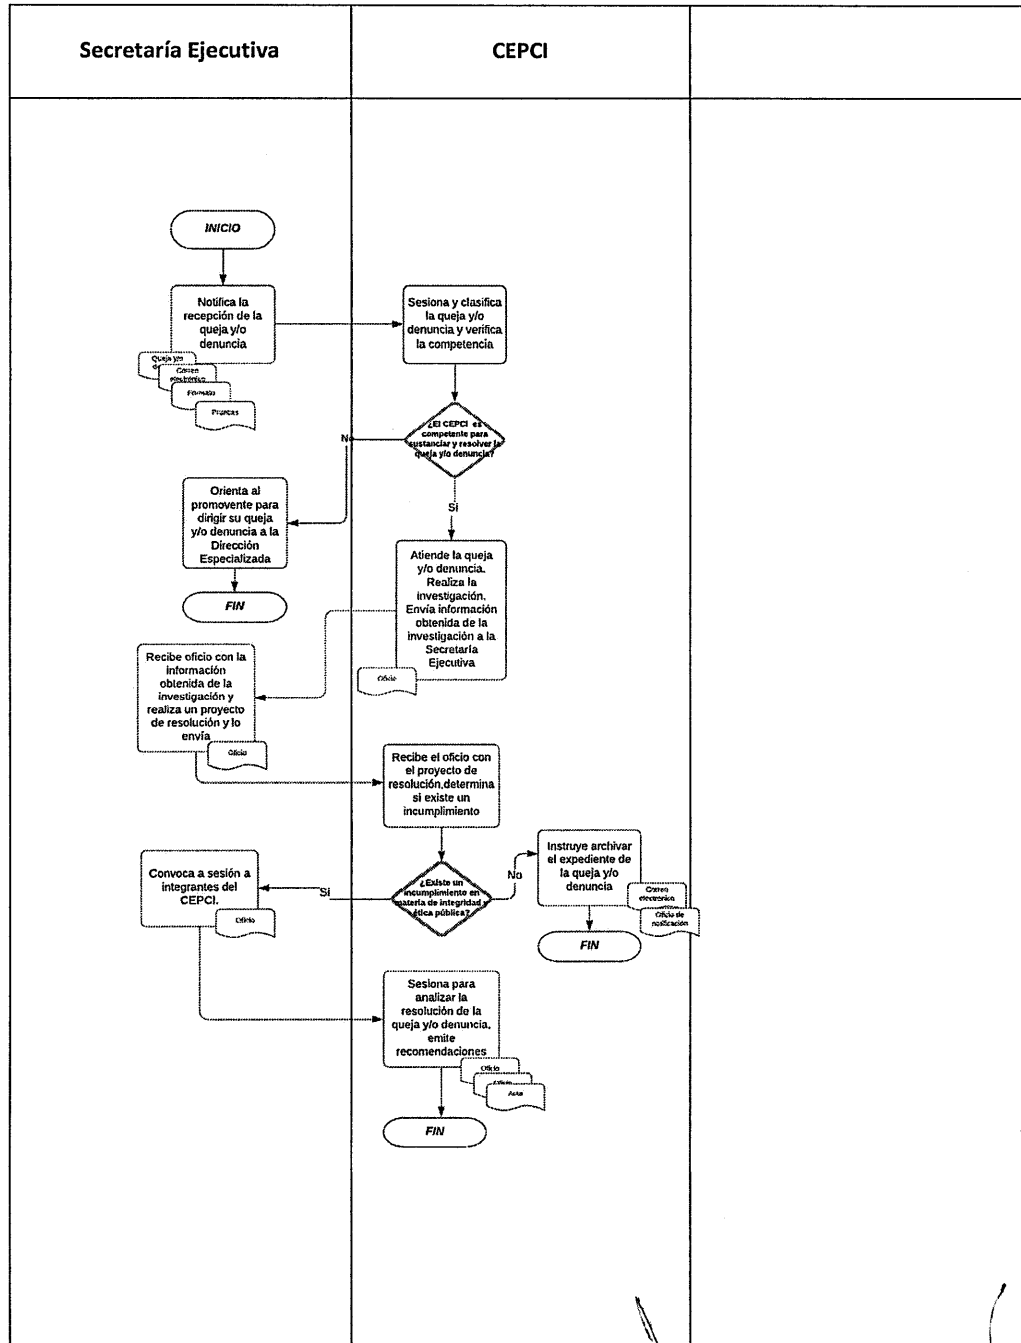 Secretaría Ejecutiva
CEPCI
INICIO
Notifica la
recepción de la
queja y/o
denuncia
Queja y/o
Correo
electrónico
Formato
Pruebas
Sesiona y clasifica
la queja y/o
denuncia y verifica
la competencia
¿El CEPCI es
competente para
sustanciar y resolver la
queja y/o denuncia?
No
Sí
Orienta al
promovente para
dirigir su queja
y/o denuncia a la
Dirección
Especializada
FIN
Atiende la queja
y/o denuncia.
Realiza la
investigación.
Envía información
obtenida de la
investigación a la
Secretaría
Ejecutiva
Oficio
Recibe oficio con la
información
obtenida de la
investigación y
realiza un proyecto
de resolución y lo
envía
Oficio
Recibe el oficio con
el proyecto de
resolución,determina
si existe un
incumplimiento
¿Existe un
incumplimiento en
materia de integridad y
ética pública?
No
Sí
Instruye archivar
el expediente de
la queja y/o
denuncia
Correo
electrónico
Oficio de
notificación
FIN
Convoca a sesión a
integrantes del
CEPCI.
Oficio
Sesiona para
analizar la
resolución de la
queja y/o denuncia,
emite
recomendaciones
Oficio
Oficio
Acta
FIN